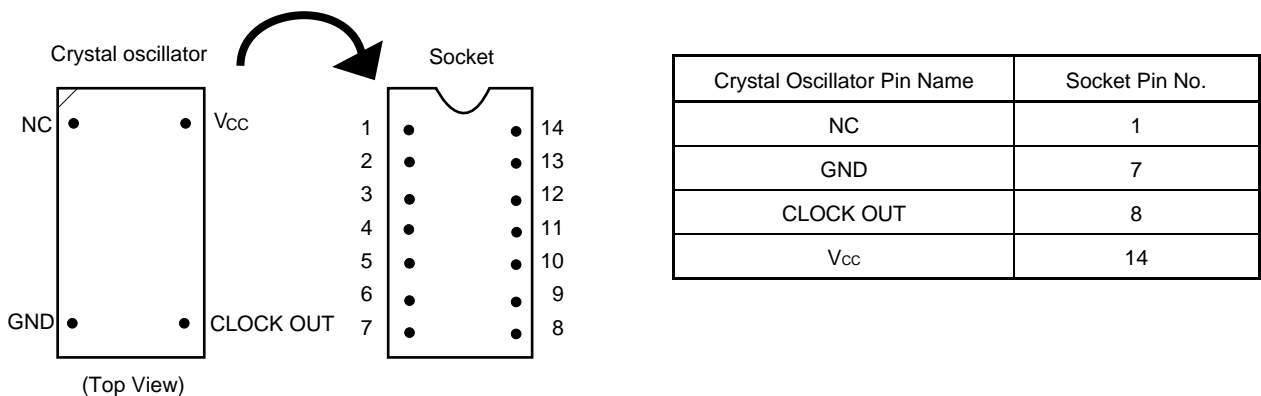 Crystal oscillator
NC
VCC
GND
CLOCK OUT
(Top View)
Socket
1 14
2 13
3 12
4 11
5 10
6 9
7 8
Crystal Oscillator Pin Name Socket Pin No.
NC 1
GND 7
CLOCK OUT 8
VCC 14